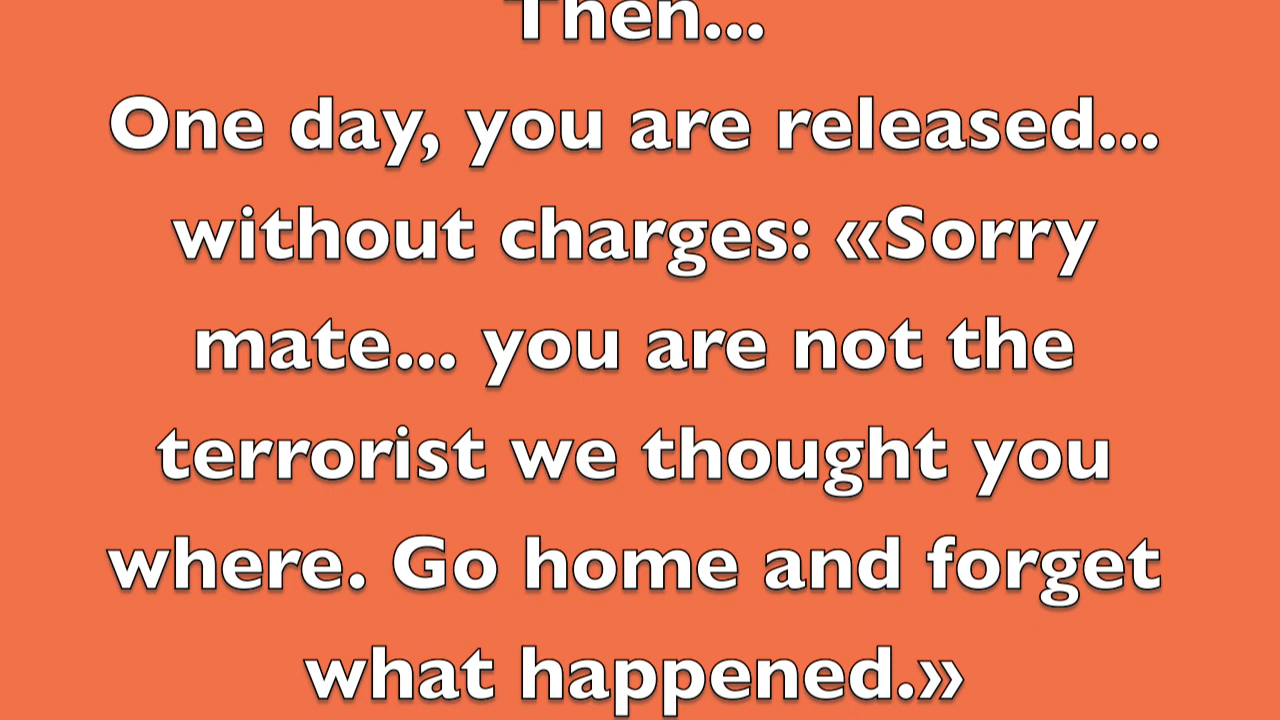 Then...
One day, you are released...
without charges: «Sorry
mate... you are not the
terrorist we thought you
where. Go home and forget
what happened.»